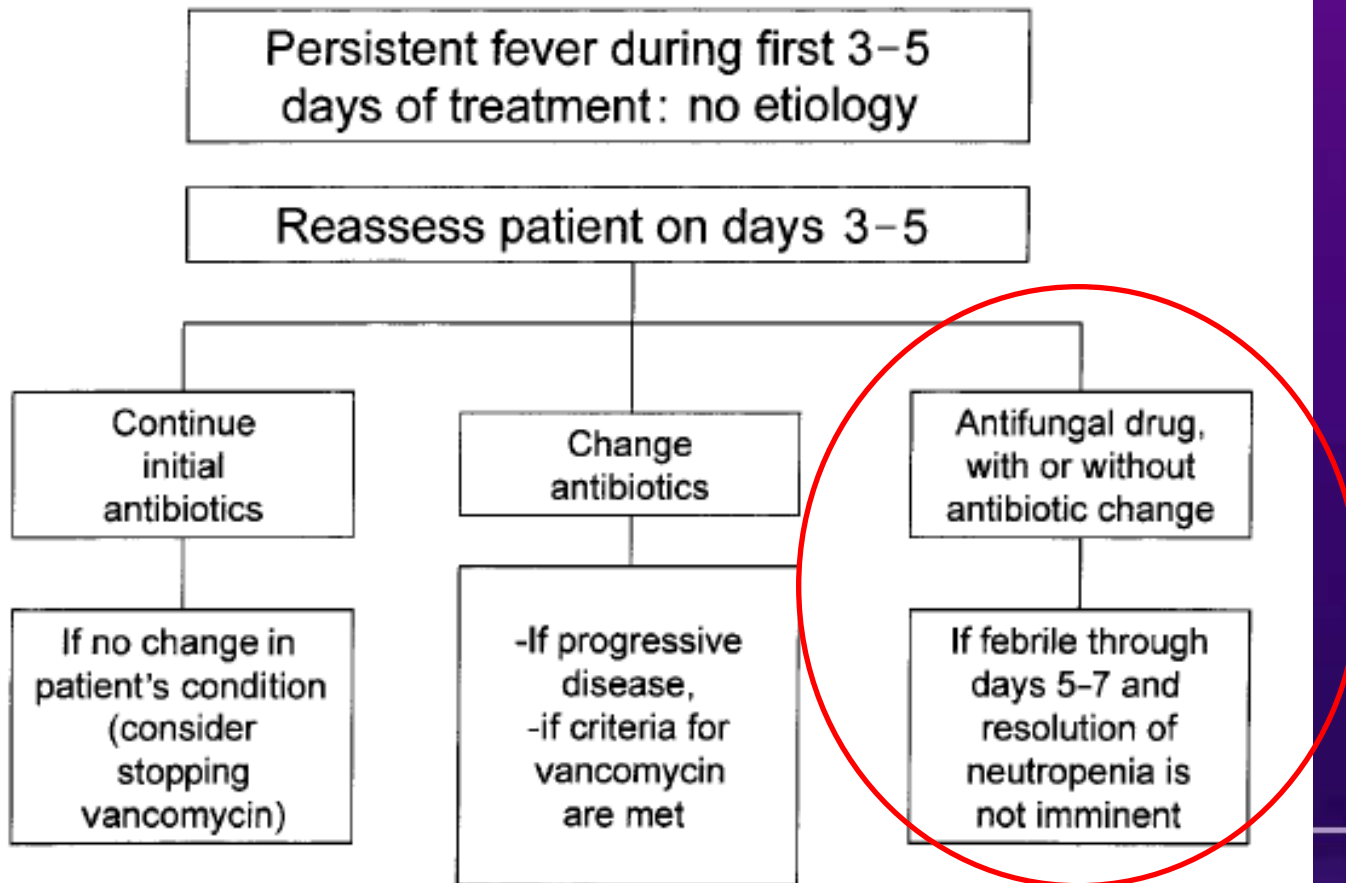 Persistent fever during first 3–5
days of treatment: no etiology
Reassess patient on days 3–5
Continue
initial
antibiotics
Change
antibiotics
Antifungal drug,
with or without
antibiotic change
If no change in
patient's condition
(consider
stopping
vancomycin)
-If progressive
disease,
-if criteria for
vancomycin
are met
If febrile through
days 5–7 and
resolution of
neutropenia is
not imminent